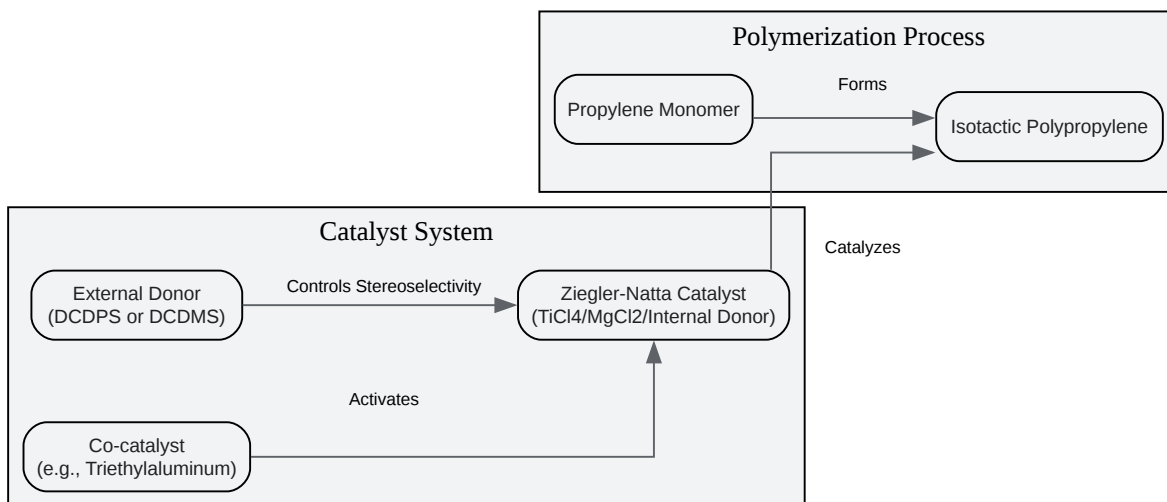 Polymerization Process
Propylene Monomer
Forms
Isotactic Polypropylene
Catalyst System
Catalyzes
External Donor
(DCDPS or DCDMS)
Controls Stereoselectivity
Ziegler-Natta Catalyst
(TiCl4/MgCl2/Internal Donor)
Activates
Co-catalyst
(e.g., Triethylaluminum)